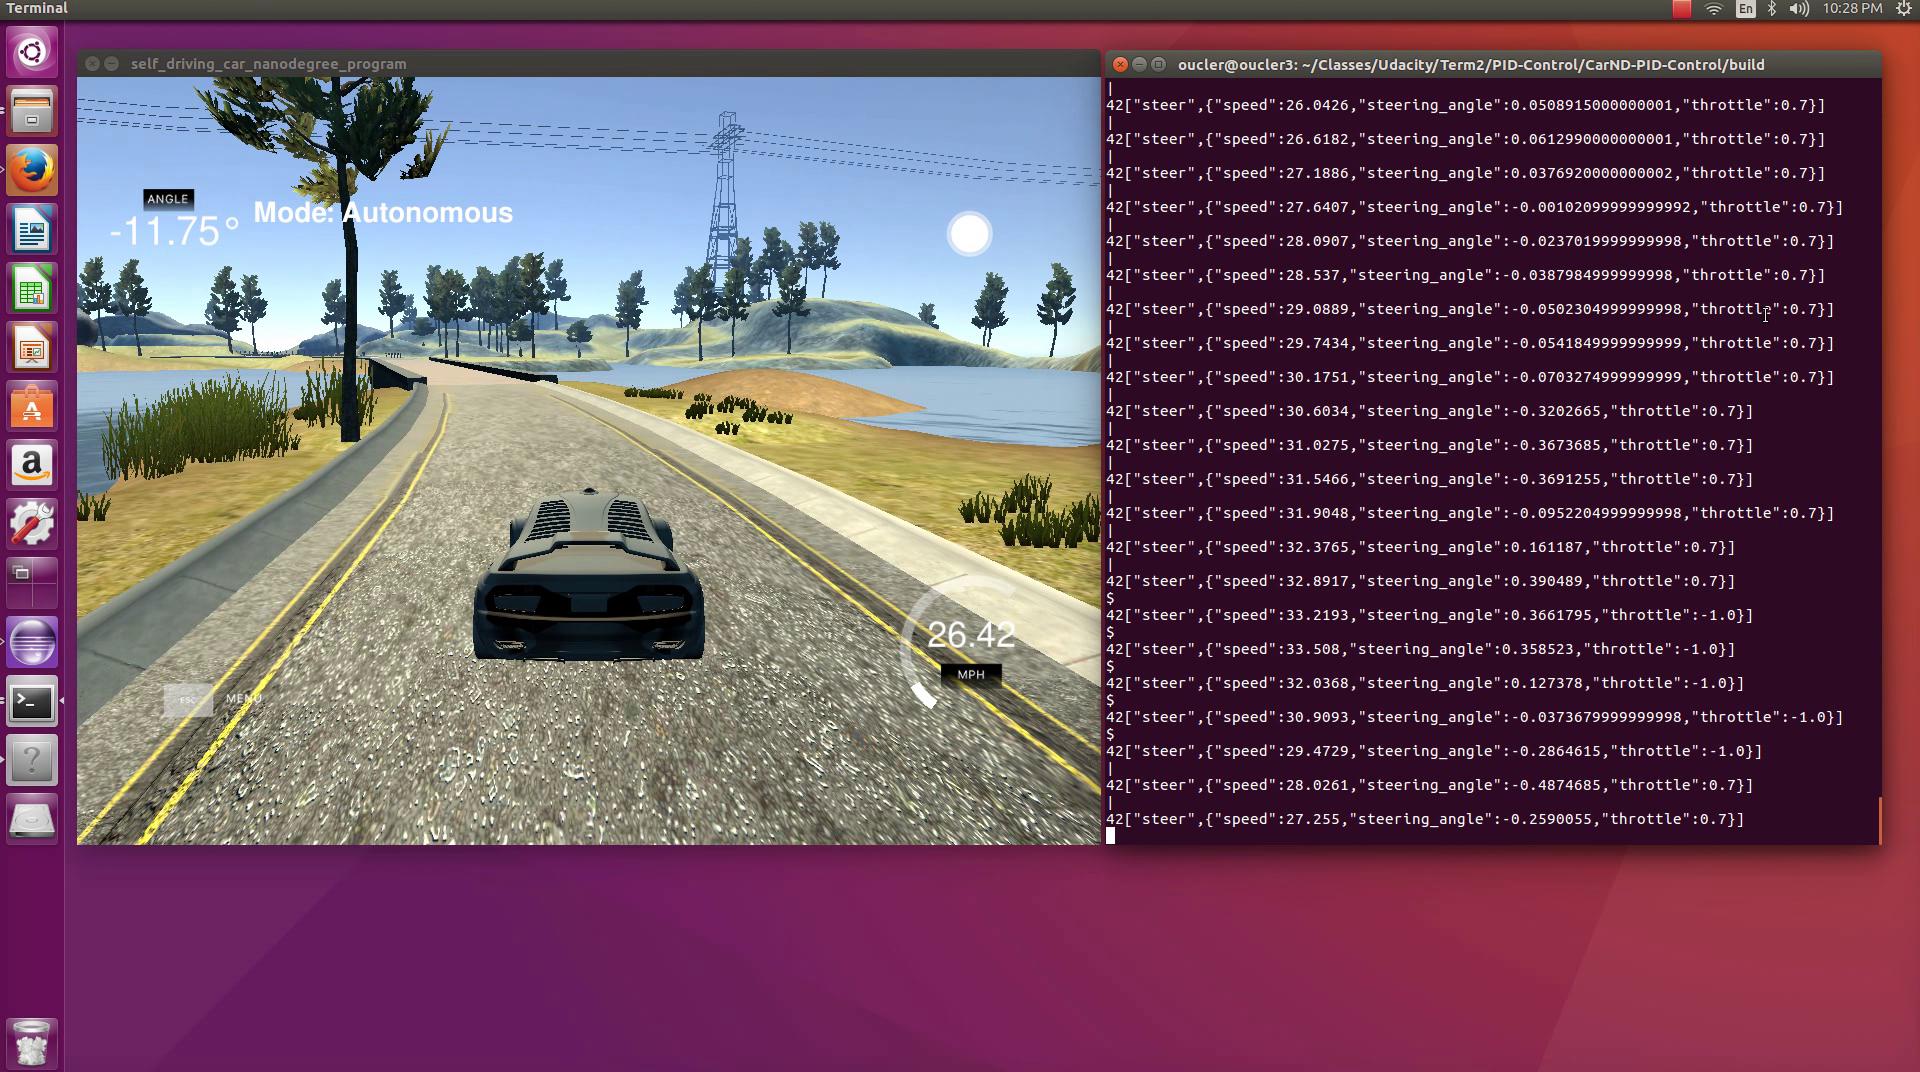 Terminal
En
10:28 PM
self_driving_car_nanodegree_program
ANGLE
-11.75°
Mode: Autonomous
26.42
MPH
ESC
MENU
a
oucler@oucler3: ~/Classes/Udacity/Term2/PID-Control/CarND-PID-Control/build
|
42["steer",{"speed":26.0426,"steering_angle":0.0508915000000001,"throttle":0.7}]
|
42["steer",{"speed":26.6182,"steering_angle":0.0612990000000001,"throttle":0.7}]
|
42["steer",{"speed":27.1886,"steering_angle":0.0376920000000002,"throttle":0.7}]
|
42["steer",{"speed":27.6407,"steering_angle":-0.00102099999999992,"throttle":0.7}]
|
42["steer",{"speed":28.0907,"steering_angle":-0.0237019999999998,"throttle":0.7}]
|
42["steer",{"speed":28.537,"steering_angle":-0.0387984999999998,"throttle":0.7}]
|
42["steer",{"speed":29.0889,"steering_angle":-0.0502304999999998,"throttle":0.7}]
|
42["steer",{"speed":29.7434,"steering_angle":-0.0541849999999999,"throttle":0.7}]
|
42["steer",{"speed":30.1751,"steering_angle":-0.0703274999999999,"throttle":0.7}]
|
42["steer",{"speed":30.6034,"steering_angle":-0.3202665,"throttle":0.7}]
|
42["steer",{"speed":31.0275,"steering_angle":-0.3673685,"throttle":0.7}]
|
42["steer",{"speed":31.5466,"steering_angle":-0.3691255,"throttle":0.7}]
|
42["steer",{"speed":31.9048,"steering_angle":-0.0952204999999998,"throttle":0.7}]
|
42["steer",{"speed":32.3765,"steering_angle":0.161187,"throttle":0.7}]
|
42["steer",{"speed":32.8917,"steering_angle":0.390489,"throttle":0.7}]
$
42["steer",{"speed":33.2193,"steering_angle":0.3661795,"throttle":-1.0}]
$
42["steer",{"speed":33.508,"steering_angle":0.358523,"throttle":-1.0}]
$
42["steer",{"speed":32.0368,"steering_angle":0.127378,"throttle":-1.0}]
$
42["steer",{"speed":30.9093,"steering_angle":-0.0373679999999998,"throttle":-1.0}]
$
42["steer",{"speed":29.4729,"steering_angle":-0.2864615,"throttle":-1.0}]
|
42["steer",{"speed":28.0261,"steering_angle":-0.4874685,"throttle":0.7}]
|
42["steer",{"speed":27.255,"steering_angle":-0.2590055,"throttle":0.7}]